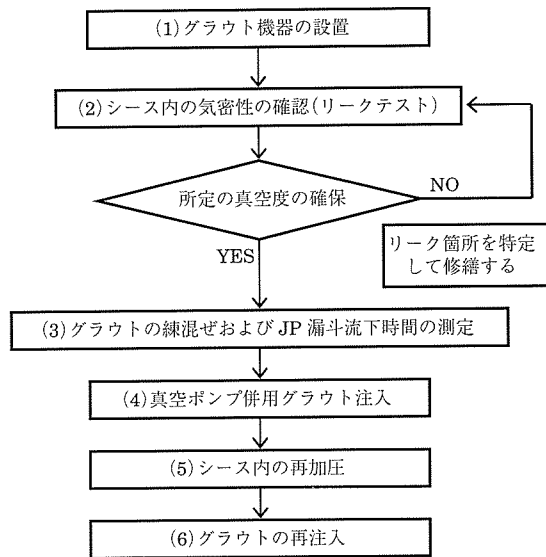 (1)グラウト機器の設置
(2)シース内の気密性の確認(リークテスト)
所定の真空度の確保
NO
リーク箇所を特定
して修繕する
YES
(3)グラウトの練混ぜおよび JP 漏斗流下時間の測定
(4)真空ポンプ併用グラウト注入
(5)シース内の再加圧
(6)グラウトの再注入